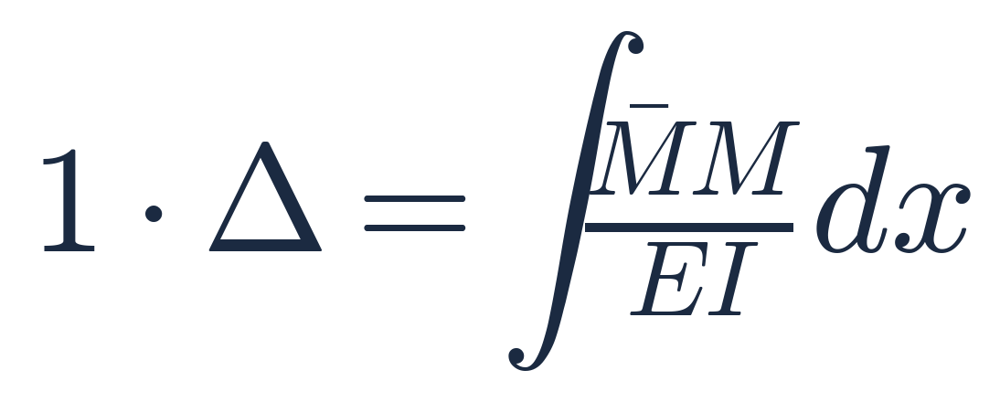 1 · Δ = ∫ M̄M/EI dx